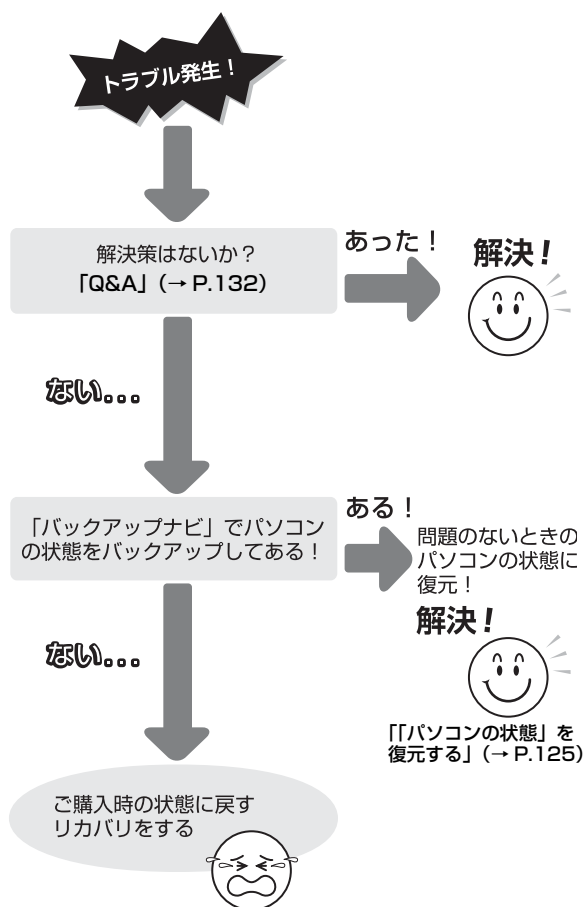 トラブル発生！
解決策はないか？
「Q&A」（→ P.132）
あった！
解決！
ない...
「バックアップナビ」でパソコン
の状態をバックアップしてある！
ある！
問題のないときの
パソコンの状態に
復元！
解決！
「「パソコンの状態」を
復元する」（→ P.125）
ない...
ご購入時の状態に戻す
リカバリをする